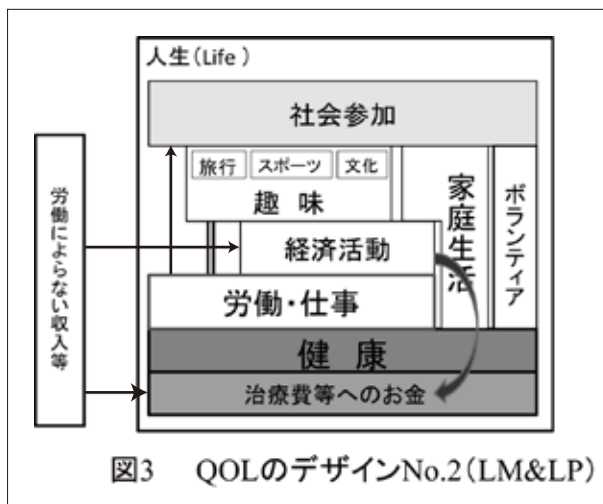 人生(Life)
社会参加
旅行 スポーツ 文化
趣味
家庭生活
ボランティア
労働によらない収入等
経済活動
労働・仕事
健康
治療費等へのお金
図3 QOLのデザインNo.2(LM&LP)